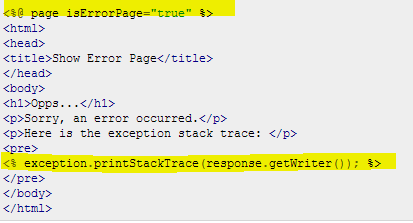 <%@ page isErrorPage="true" %>
<html>
<head>
<title>Show Error Page</title>
</head>
<body>
<h1>Opps...</h1>
<p>Sorry, an error occurred.</p>
<p>Here is the exception stack trace: </p>
<pre>
<% exception.printStackTrace(response.getWriter()); %>
</pre>
</body>
</html>